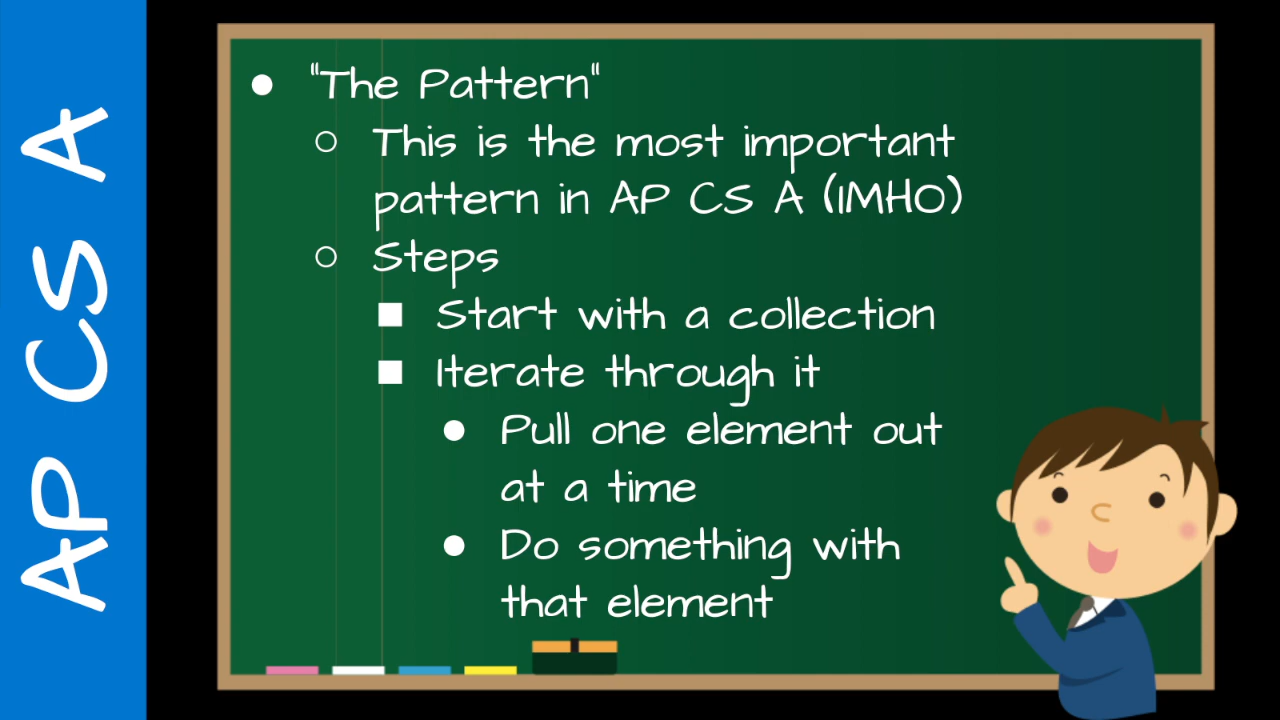 AP CS A
● "The Pattern"
○ This is the most important
pattern in AP CS A (IMHO)
○ Steps
■ Start with a collection
■ Iterate through it
● Pull one element out
at a time
● Do something with
that element